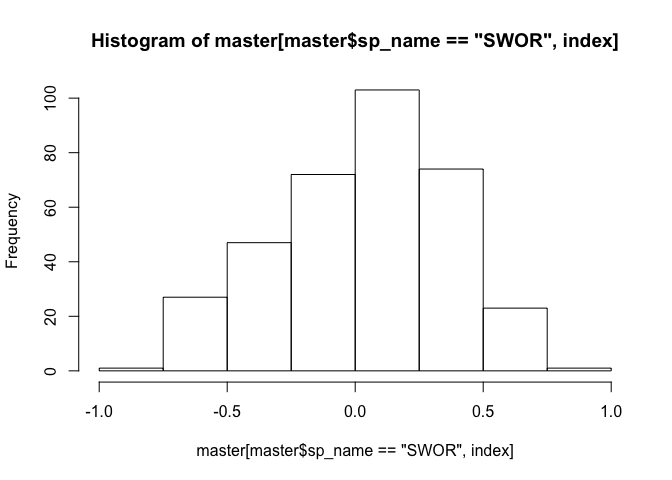 Histogram of master[master$sp_name == "SWOR", index]
Frequency
100
80
60
40
20
0
-1.0 -0.5 0.0 0.5 1.0
master[master$sp_name == "SWOR", index]